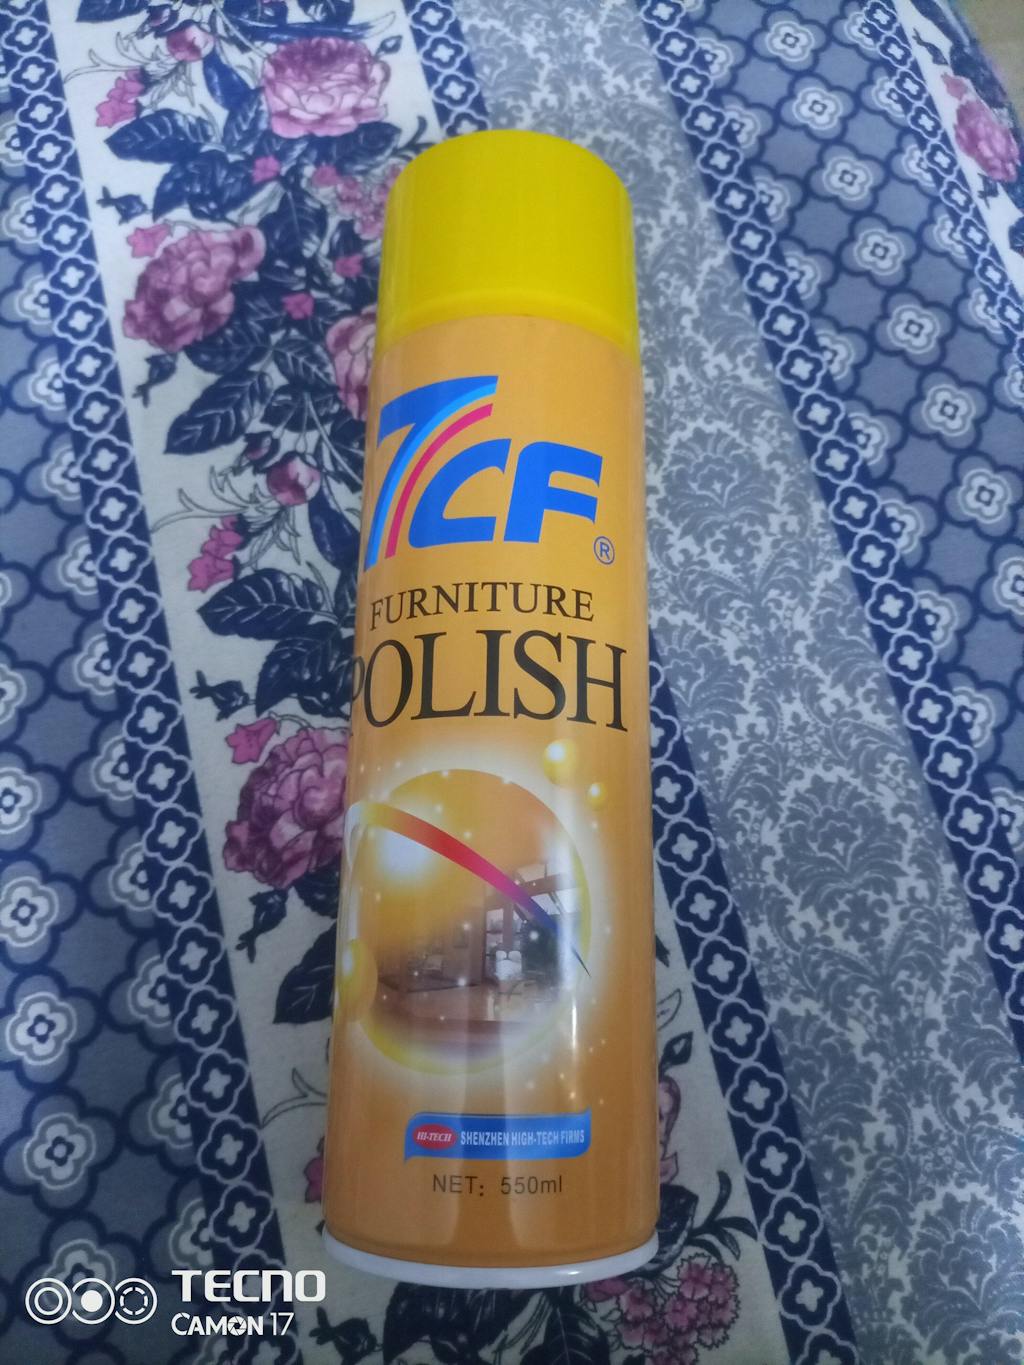 7CF®
FURNITURE
POLISH
HI-TECH SHENZHEN HIGH-TECH FIRMS
NET: 550ml
TECNO
CAMON 17